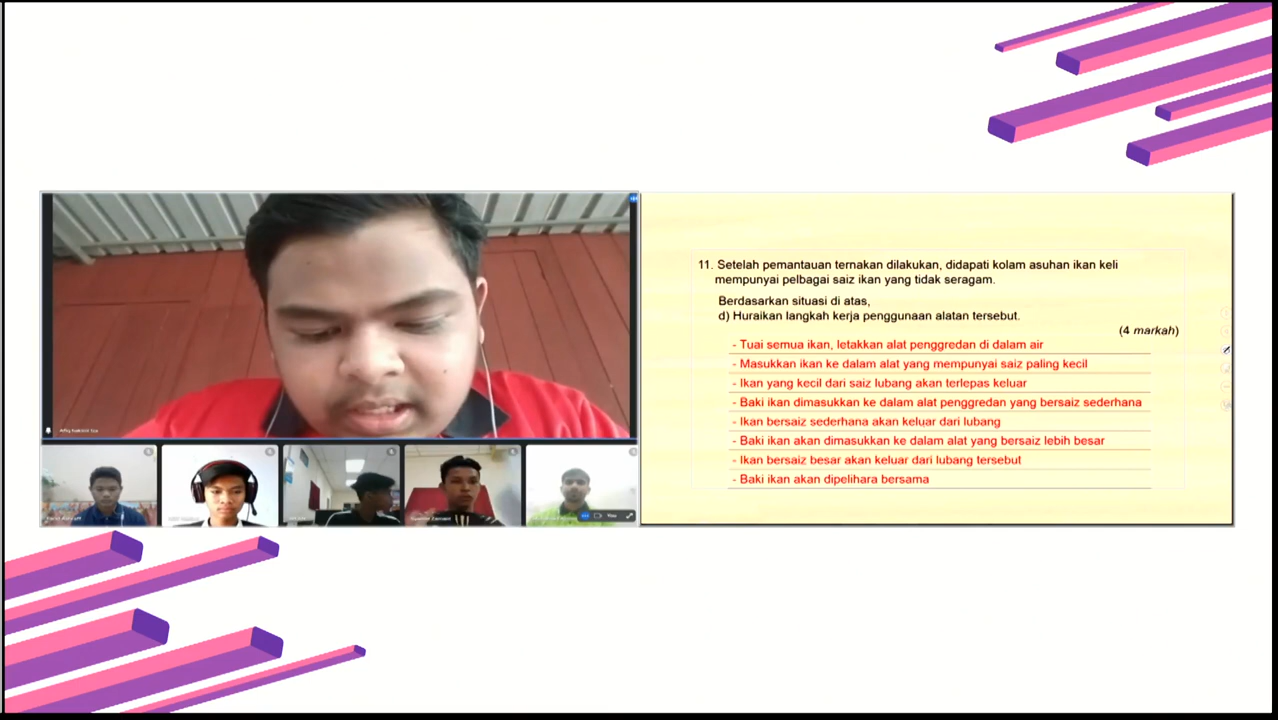 11. Setelah pemantauan ternakan dilakukan, didapati kolam asuhan ikan keli
mempunyai pelbagai saiz ikan yang tidak seragam.
Berdasarkan situasi di atas,
d) Huraikan langkah kerja penggunaan alatan tersebut.
(4 markah)
- Tuai semua ikan, letakkan alat penggredan di dalam air
- Masukkan ikan ke dalam alat yang mempunyai saiz paling kecil
- Ikan yang kecil dari saiz lubang akan terlepas keluar
- Baki ikan dimasukkan ke dalam alat penggredan yang bersaiz sederhana
- Ikan bersaiz sederhana akan keluar dari lubang
- Baki ikan akan dimasukkan ke dalam alat yang bersaiz lebih besar
- Ikan bersaiz besar akan keluar dari lubang tersebut
- Baki ikan akan dipelihara bersama
You